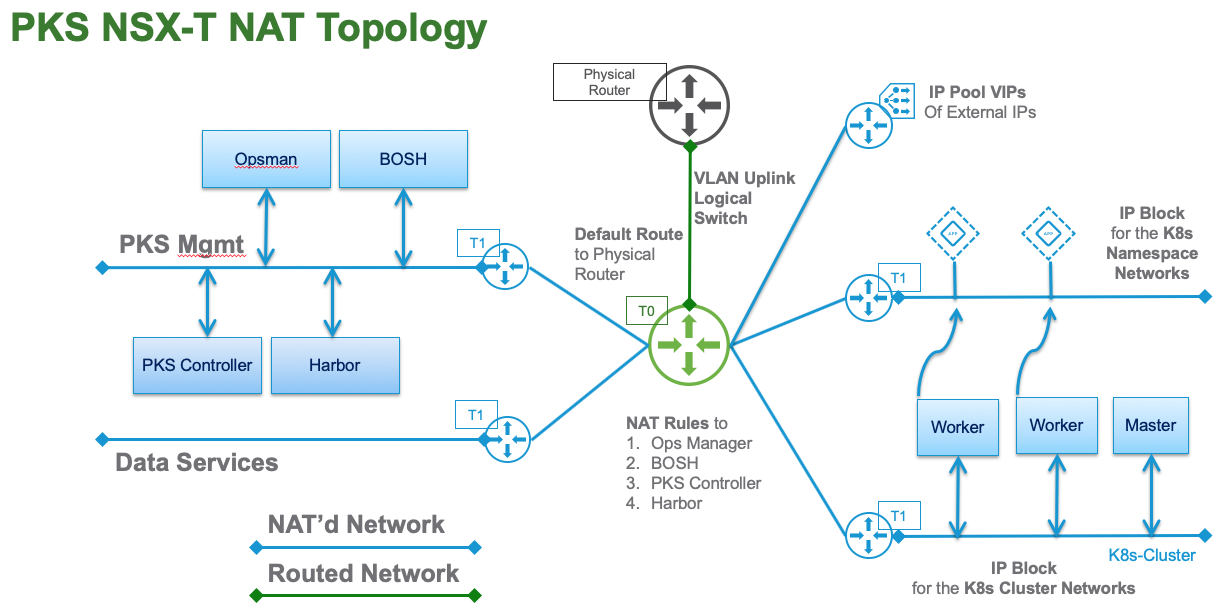 PKS NSX-T NAT Topology
Physical
Router
IP Pool VIPs
Of External IPs
Opsman
BOSH
VLAN Uplink
Logical
Switch
PKS Mgmt
T1
Default Route
to Physical
Router
T0
APP
APP
IP Block
for the K8s
Namespace
Networks
T1
PKS Controller
Harbor
T1
Data Services
NAT Rules to
1. Ops Manager
2. BOSH
3. PKS Controller
4. Harbor
Worker
Worker
Master
T1
K8s-Cluster
IP Block
for the K8s Cluster Networks
NAT’d Network
Routed Network